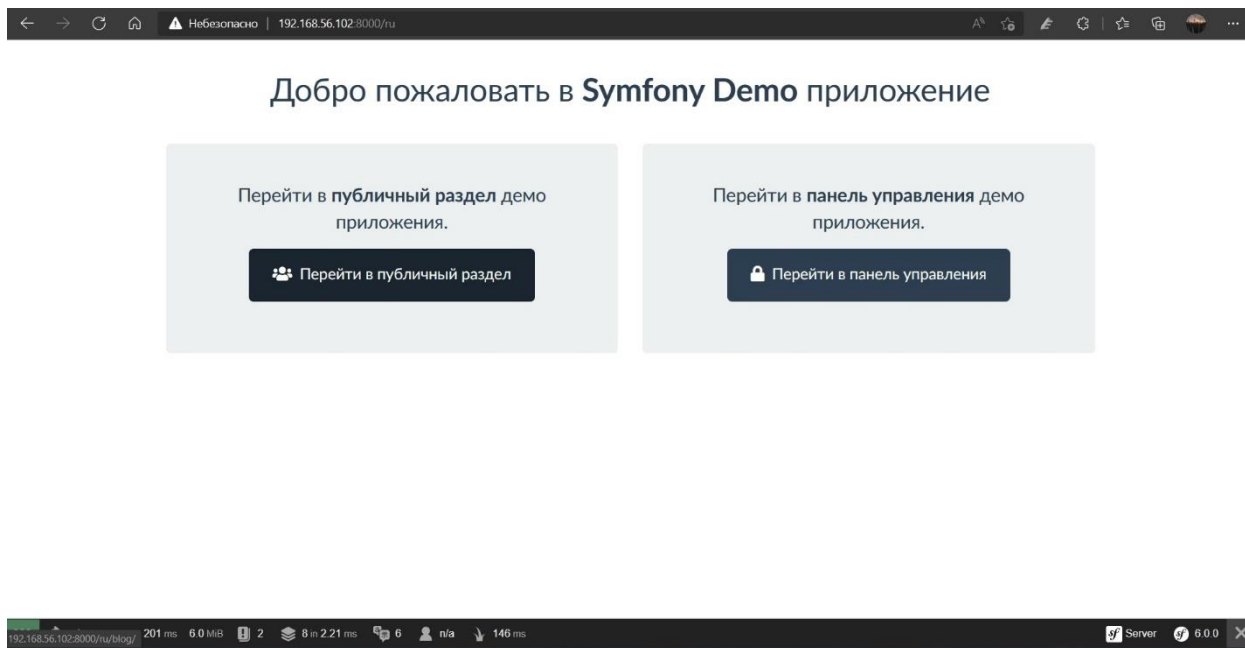 Небезопасно | 192.168.56.102:8000/ru
Добро пожаловать в Symfony Demo приложение
Перейти в публичный раздел демо
приложения.
Перейти в публичный раздел
Перейти в панель управления демо
приложения.
Перейти в панель управления
192.168.56.102:8000/ru/blog/ 201 ms 6.0 MiB 2 8 in 2.21 ms 6 n/a 146 ms sf Server sf 6.0.0